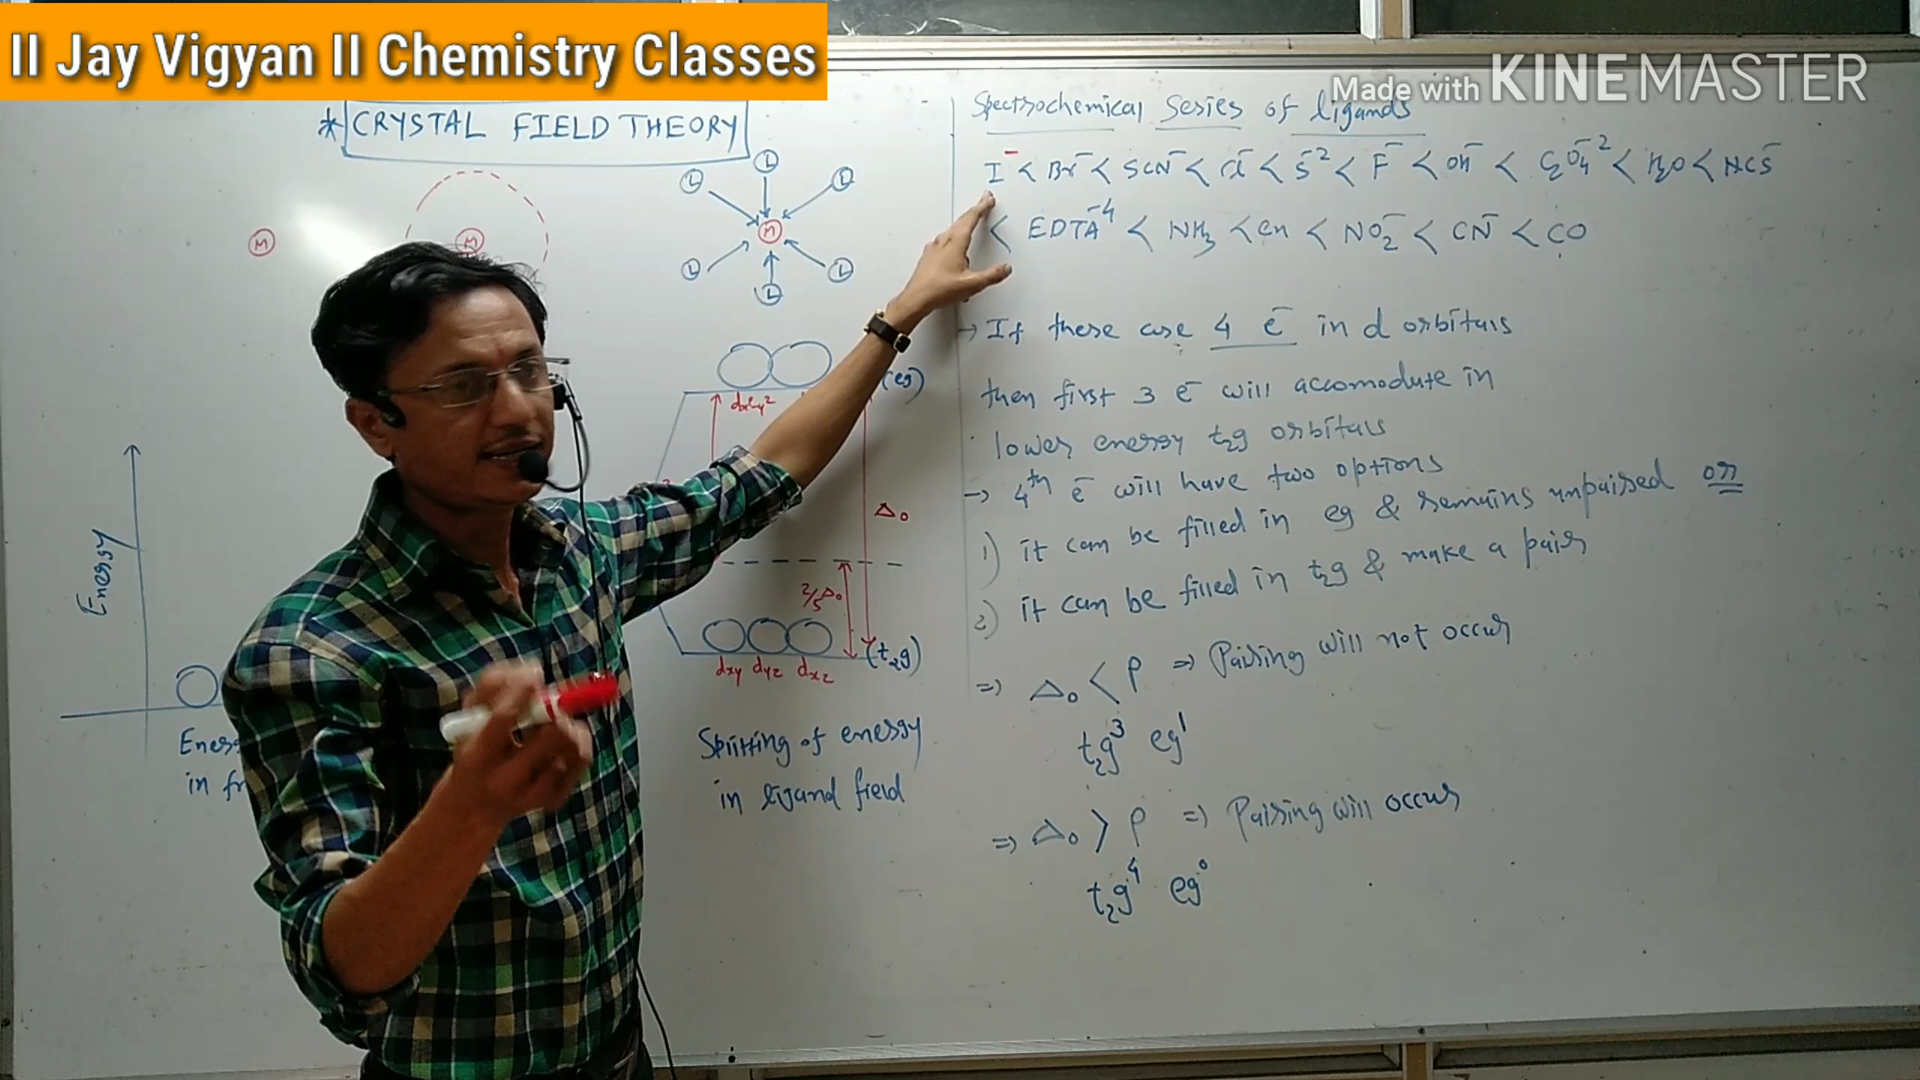 II Jay Vigyan II Chemistry Classes
Made with KINEMASTER
* CRYSTAL FIELD THEORY
L
L
L
M
M
M
L
L
L
Energy
(eg)
dx²y²
Δ₀
2/5 Δ₀
(t₂g)
dxy dyz dxz
Splitting of energy
in ligand field
in
Spectrochemical Series of ligands
I⁻ < Br⁻ < SCN⁻ < Cl⁻ < S⁻² < F⁻ < OH⁻ < C₂O₄⁻² < H₂O < NCS⁻
< EDTA⁻⁴ < NH₃ < en < NO₂⁻ < CN⁻ < CO
→ If there are 4 e⁻ in d orbitals
then first 3 e⁻ will accomodate in
lower energy t₂g orbitals
→ 4th e⁻ will have two options
1) it can be filled in eg & remains unpaired or
2) it can be filled in t₂g & make a pair
⇒ Δ₀ < P ⇒ Pairing will not occur
t₂g³ eg¹
⇒ Δ₀ > P ⇒ Pairing will occur
t₂g⁴ eg⁰